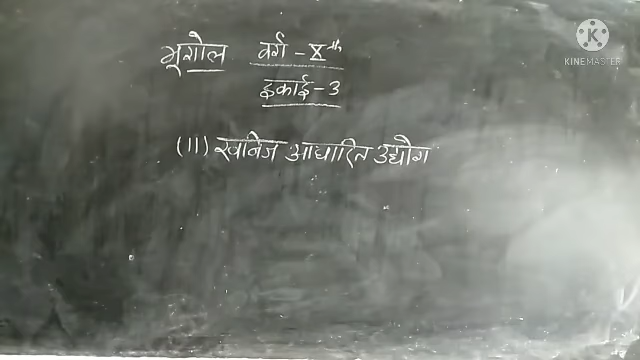 भूगोल वर्ग - Xth
इकाई - 3
(II) खनिज आधारित उद्योग
KINEMASTER